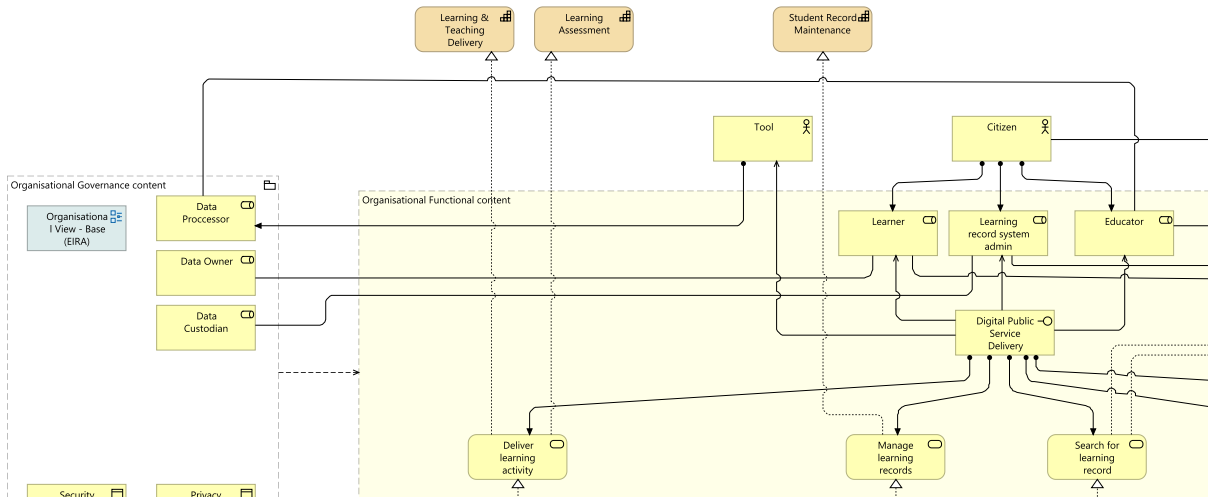 Learning &
Teaching
Delivery
Learning
Assessment
Student Record
Maintenance
Tool
Citizen
Organisational Governance content
Organisationa
l View - Base
(EIRA)
Data
Proccessor
Data Owner
Data
Custodian
Organisational Functional content
Learner
Learning
record system
admin
Educator
Digital Public
Service
Delivery
Deliver
learning
activity
Manage
learning
records
Search for
learning
record
Security
Privacy